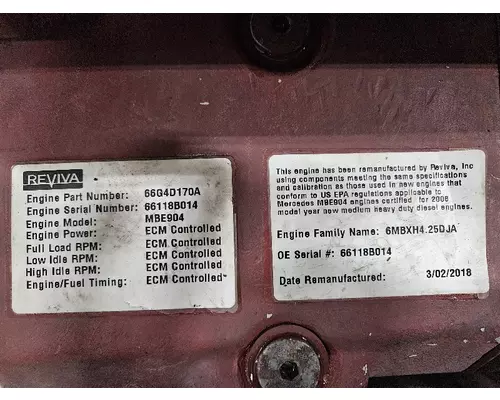 REVIVA
Engine Part Number: 66G4D170A
Engine Serial Number: 66118B014
Engine Model: MBE904
Engine Power: ECM Controlled
Full Load RPM: ECM Controlled
Low Idle RPM: ECM Controlled
High Idle RPM: ECM Controlled
Engine/Fuel Timing: ECM Controlled
This engine has been remanufactured by Reviva, Inc
using components meeting the same specifications
and calibration as those used in new engines that
conform to US EPA regulations applicable to
Mercedes MBE904 engines certified for 2006
model year new medium heavy duty diesel engines.
Engine Family Name: 6MBXH4.25DJA
OE Serial #: 66118B014
Date Remanufactured: 3/02/2018